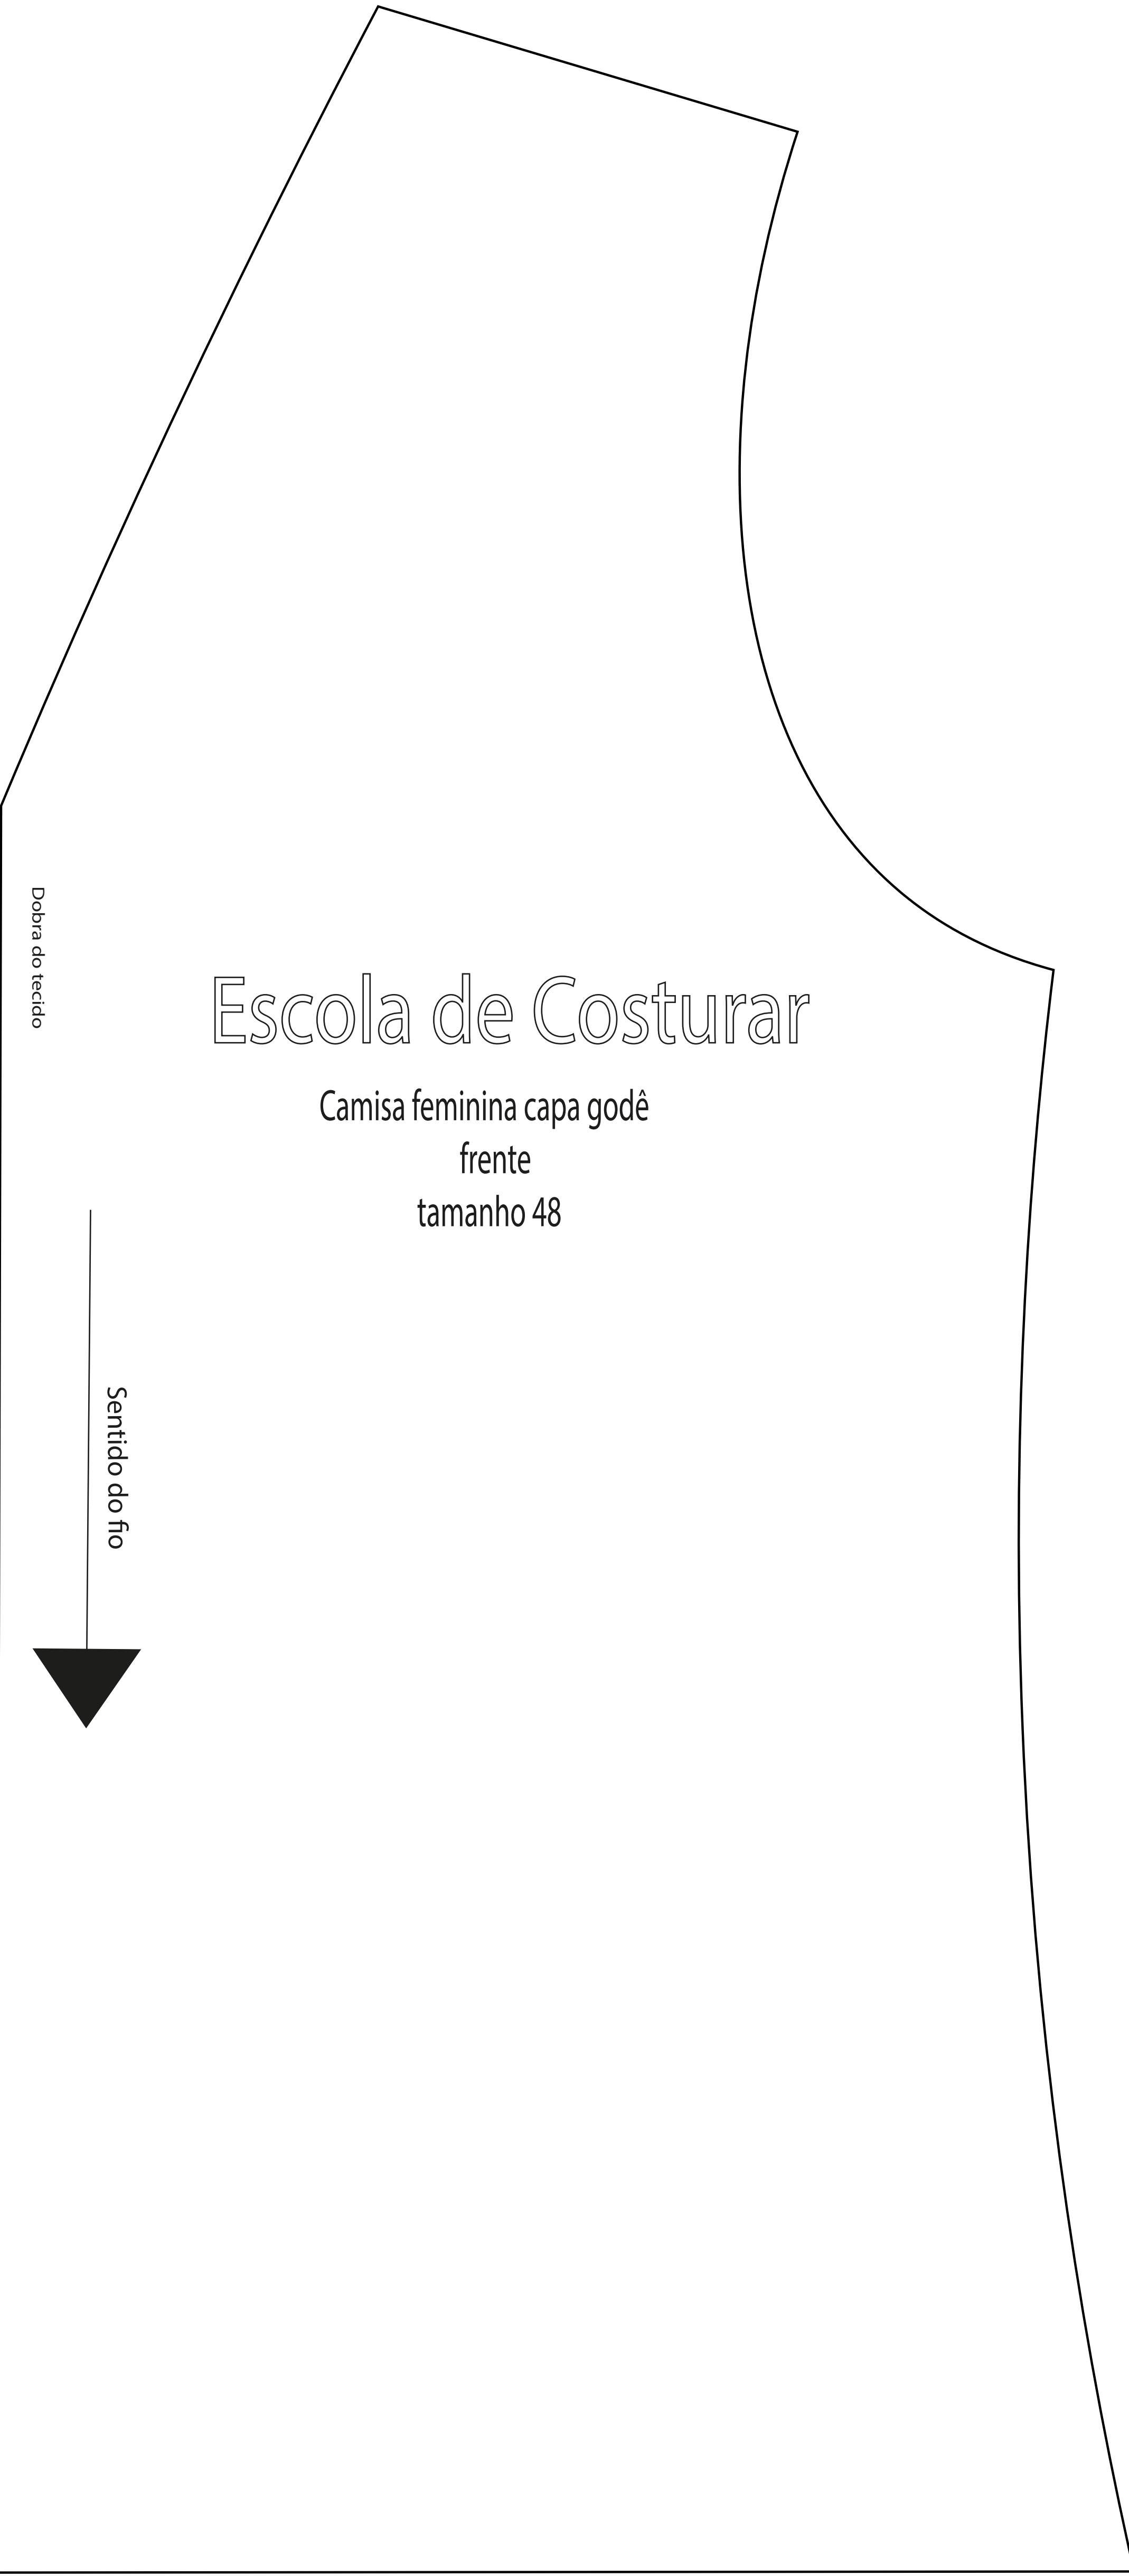 Dobra do tecido
Escola de Costurar
Camisa feminina capa godê
frente
tamanho 48
Sentido do fio